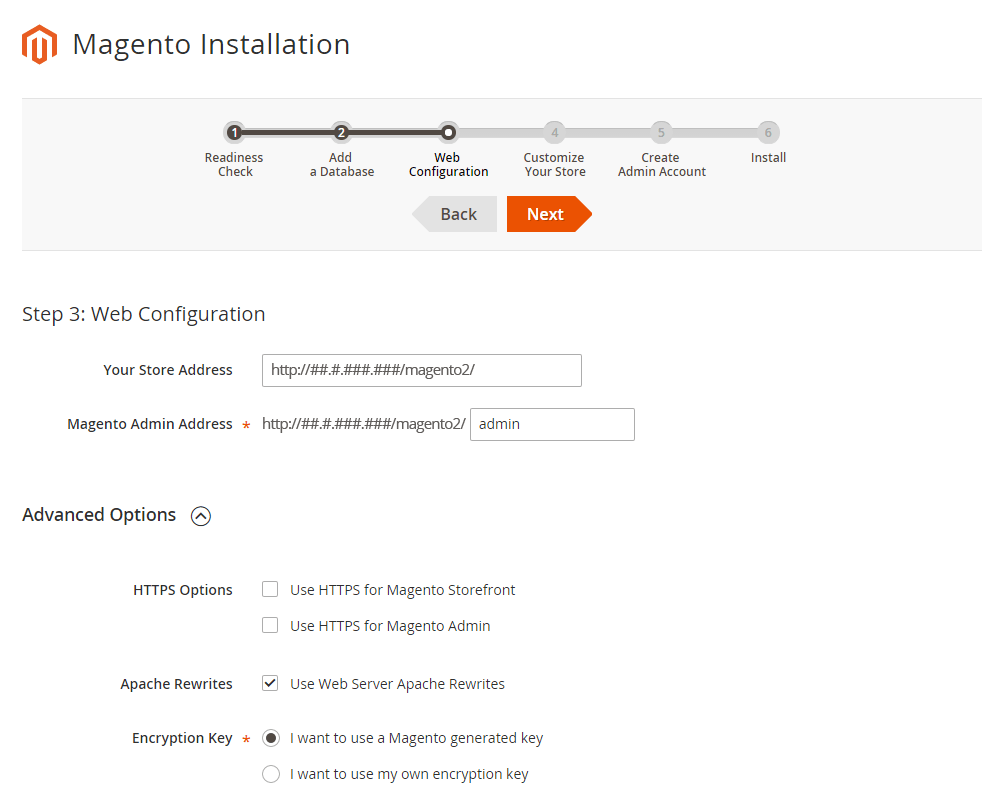 Magento Installation
1 2 4 5 6
Readiness Check
Add a Database
Web Configuration
Customize Your Store
Create Admin Account
Install
Back Next
Step 3: Web Configuration
Your Store Address http://##.#.###.###/magento2/
Magento Admin Address * http://##.#.###.###/magento2/ admin
Advanced Options
HTTPS Options Use HTTPS for Magento Storefront
Use HTTPS for Magento Admin
Apache Rewrites Use Web Server Apache Rewrites
Encryption Key * I want to use a Magento generated key
I want to use my own encryption key